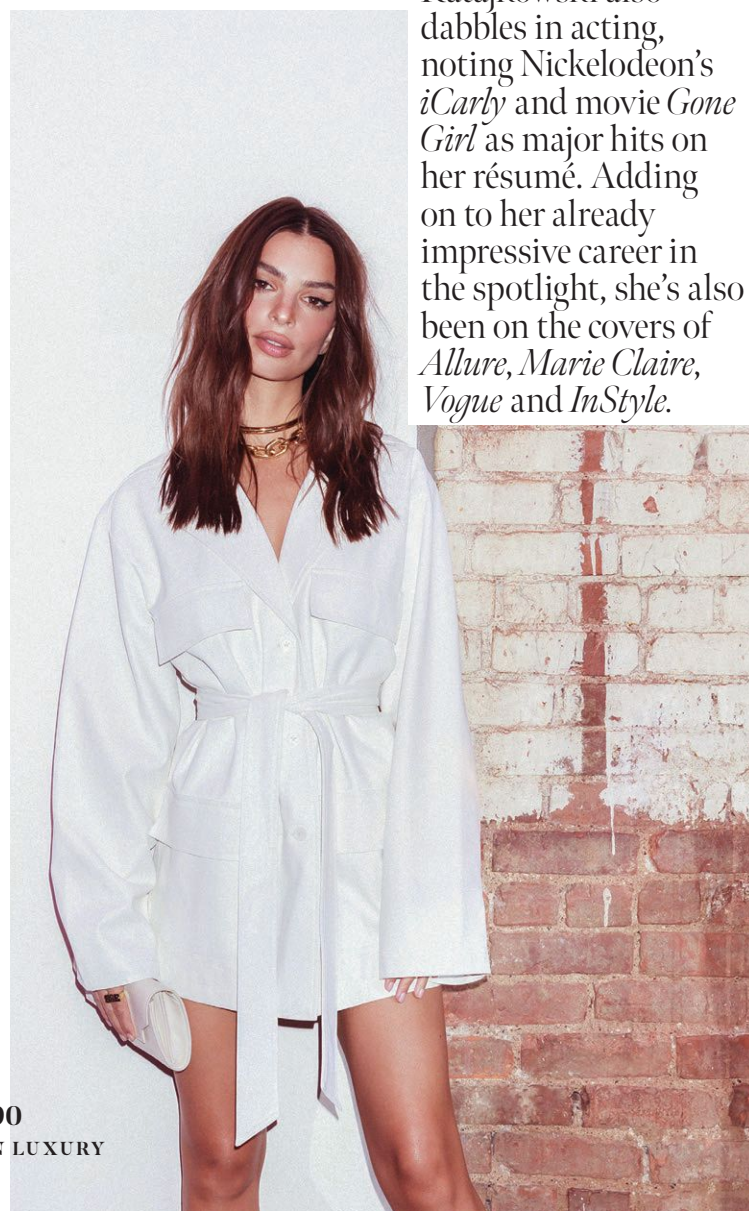 dabbles in acting,
noting Nickelodeon's
iCarly and movie Gone
Girl as major hits on
her résumé. Adding
on to her already
impressive career in
the spotlight, she's also
been on the covers of
Allure, Marie Claire,
Vogue and InStyle.
LUXURY